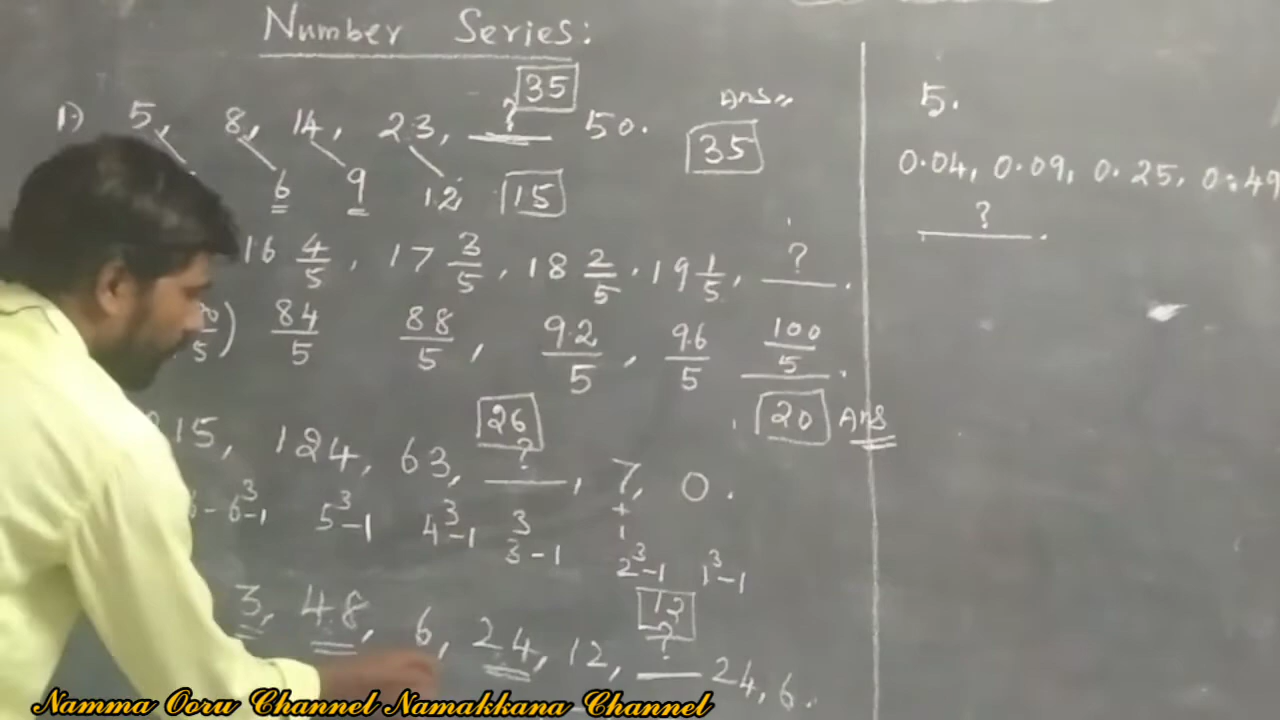 Number Series:
35
1) 5, 8, 14, 23, ? 50.
Ans
35
6 9 12 15
16 4/5, 17 3/5, 18 2/5, 19 1/5, ?.
5) 84/5 88/5, 92/5, 96/5 100/5.
20 Ans
26
215, 124, 63, ?, 7, 0.
6³-1 5³-1 4³-1 3³-1 + 1 2³-1 1³-1
12
3, 48, 6, 24, 12, ? 24, 6.
5.
0.04, 0.09, 0.25, 0.49
?.
Namma Ooru Channel Namakkana Channel